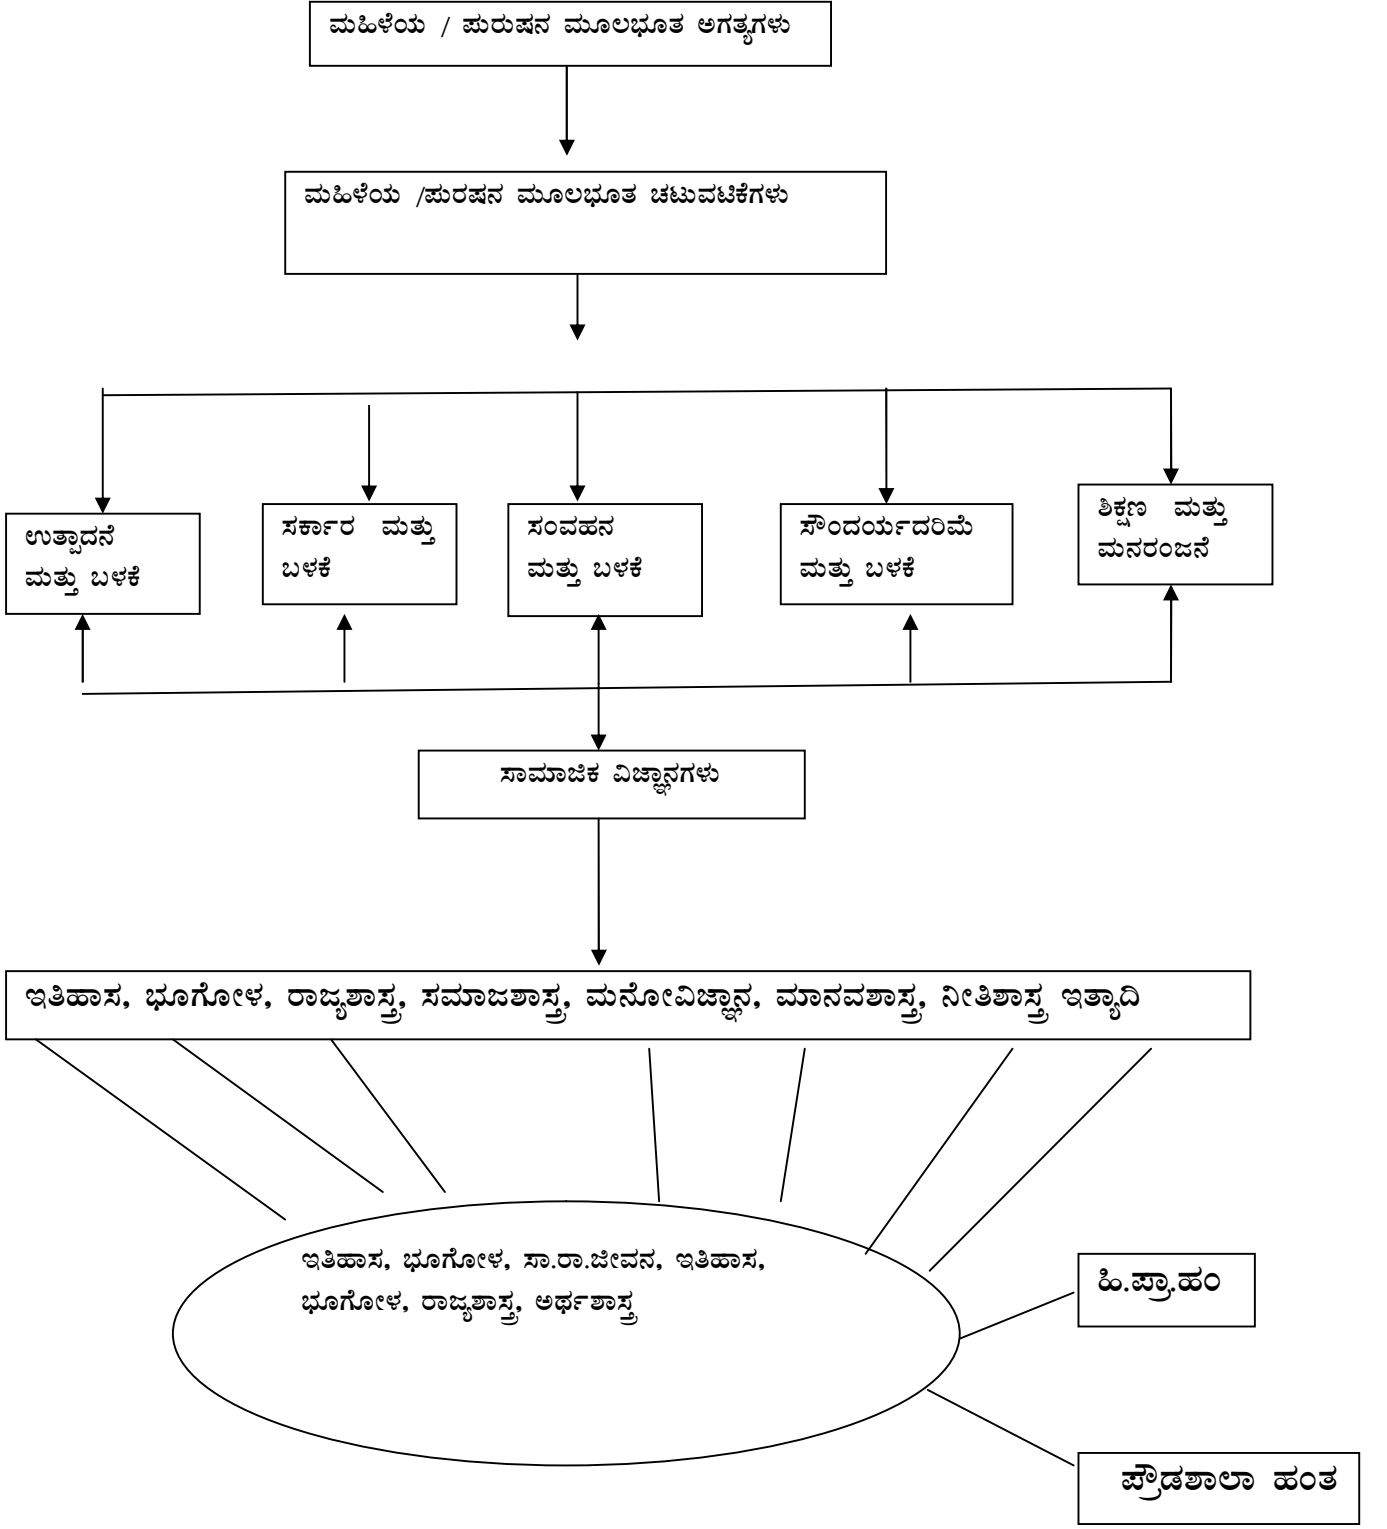 ಮಹಿಳೆಯ / ಪುರುಷನ ಮೂಲಭೂತ ಅಗತ್ಯಗಳು
ಮಹಿಳೆಯ /ಪುರಷನ ಮೂಲಭೂತ ಚಟುವಟಿಕೆಗಳು
ಉತ್ಪಾದನೆ
ಮತ್ತು ಬಳಕೆ
ಸರ್ಕಾರ ಮತ್ತು
ಬಳಕೆ
ಸಂವಹನ
ಮತ್ತು ಬಳಕೆ
ಸೌಂದರ್ಯದರಿಮೆ
ಮತ್ತು ಬಳಕೆ
ಶಿಕ್ಷಣ ಮತ್ತು
ಮನರಂಜನೆ
ಸಾಮಾಜಿಕ ವಿಜ್ಞಾನಗಳು
ಇತಿಹಾಸ, ಭೂಗೋಳ, ರಾಜ್ಯಶಾಸ್ತ್ರ, ಸಮಾಜಶಾಸ್ತ್ರ, ಮನೋವಿಜ್ಞಾನ, ಮಾನವಶಾಸ್ತ್ರ, ನೀತಿಶಾಸ್ತ್ರ ಇತ್ಯಾದಿ
ಇತಿಹಾಸ, ಭೂಗೋಳ, ಸಾ.ರಾ.ಜೀವನ, ಇತಿಹಾಸ,
ಭೂಗೋಳ, ರಾಜ್ಯಶಾಸ್ತ್ರ, ಅರ್ಥಶಾಸ್ತ್ರ
ಹಿ.ಪ್ರಾ.ಹಂ
ಪ್ರೌಡಶಾಲಾ ಹಂತ